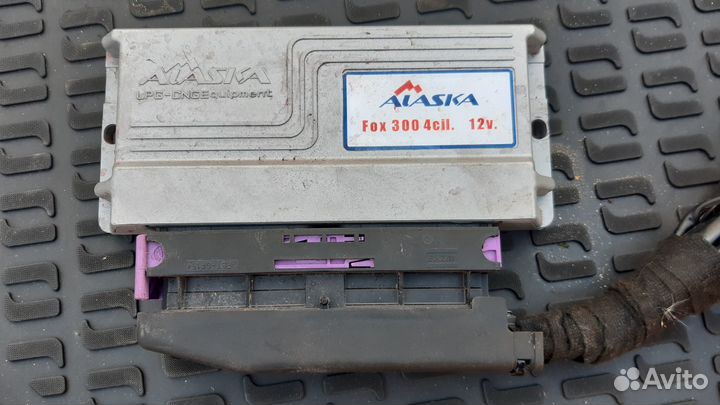 ALASKA
LPG-CNG Equipment
ALASKA
Fox 300 4cil. 12v.
Avito